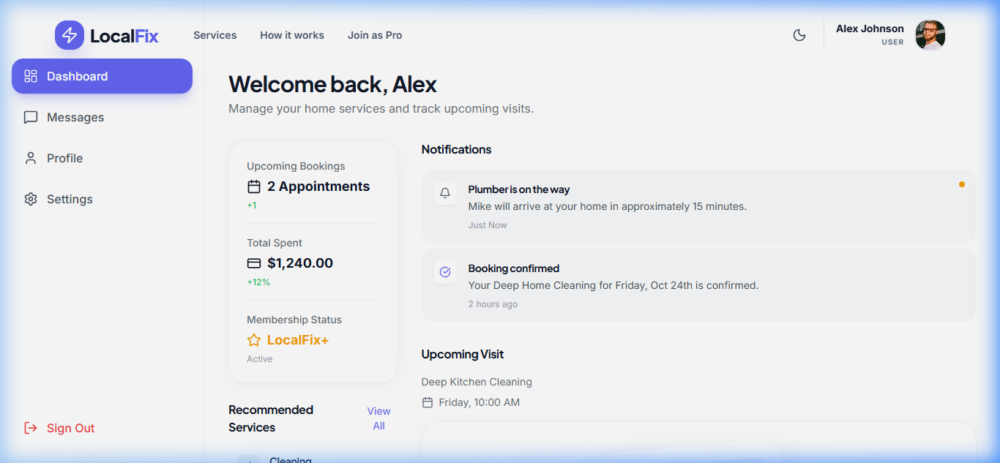 LocalFix
Services
How it works
Join as Pro
Alex Johnson
USER
Dashboard
Messages
Profile
Settings
Sign Out
Welcome back, Alex
Manage your home services and track upcoming visits.
Upcoming Bookings
2 Appointments
+1
Total Spent
$1,240.00
+12%
Membership Status
LocalFix+
Active
Recommended
Services
View
All
Cleaning
Notifications
Plumber is on the way
Mike will arrive at your home in approximately 15 minutes.
Just Now
Booking confirmed
Your Deep Home Cleaning for Friday, Oct 24th is confirmed.
2 hours ago
Upcoming Visit
Deep Kitchen Cleaning
Friday, 10:00 AM